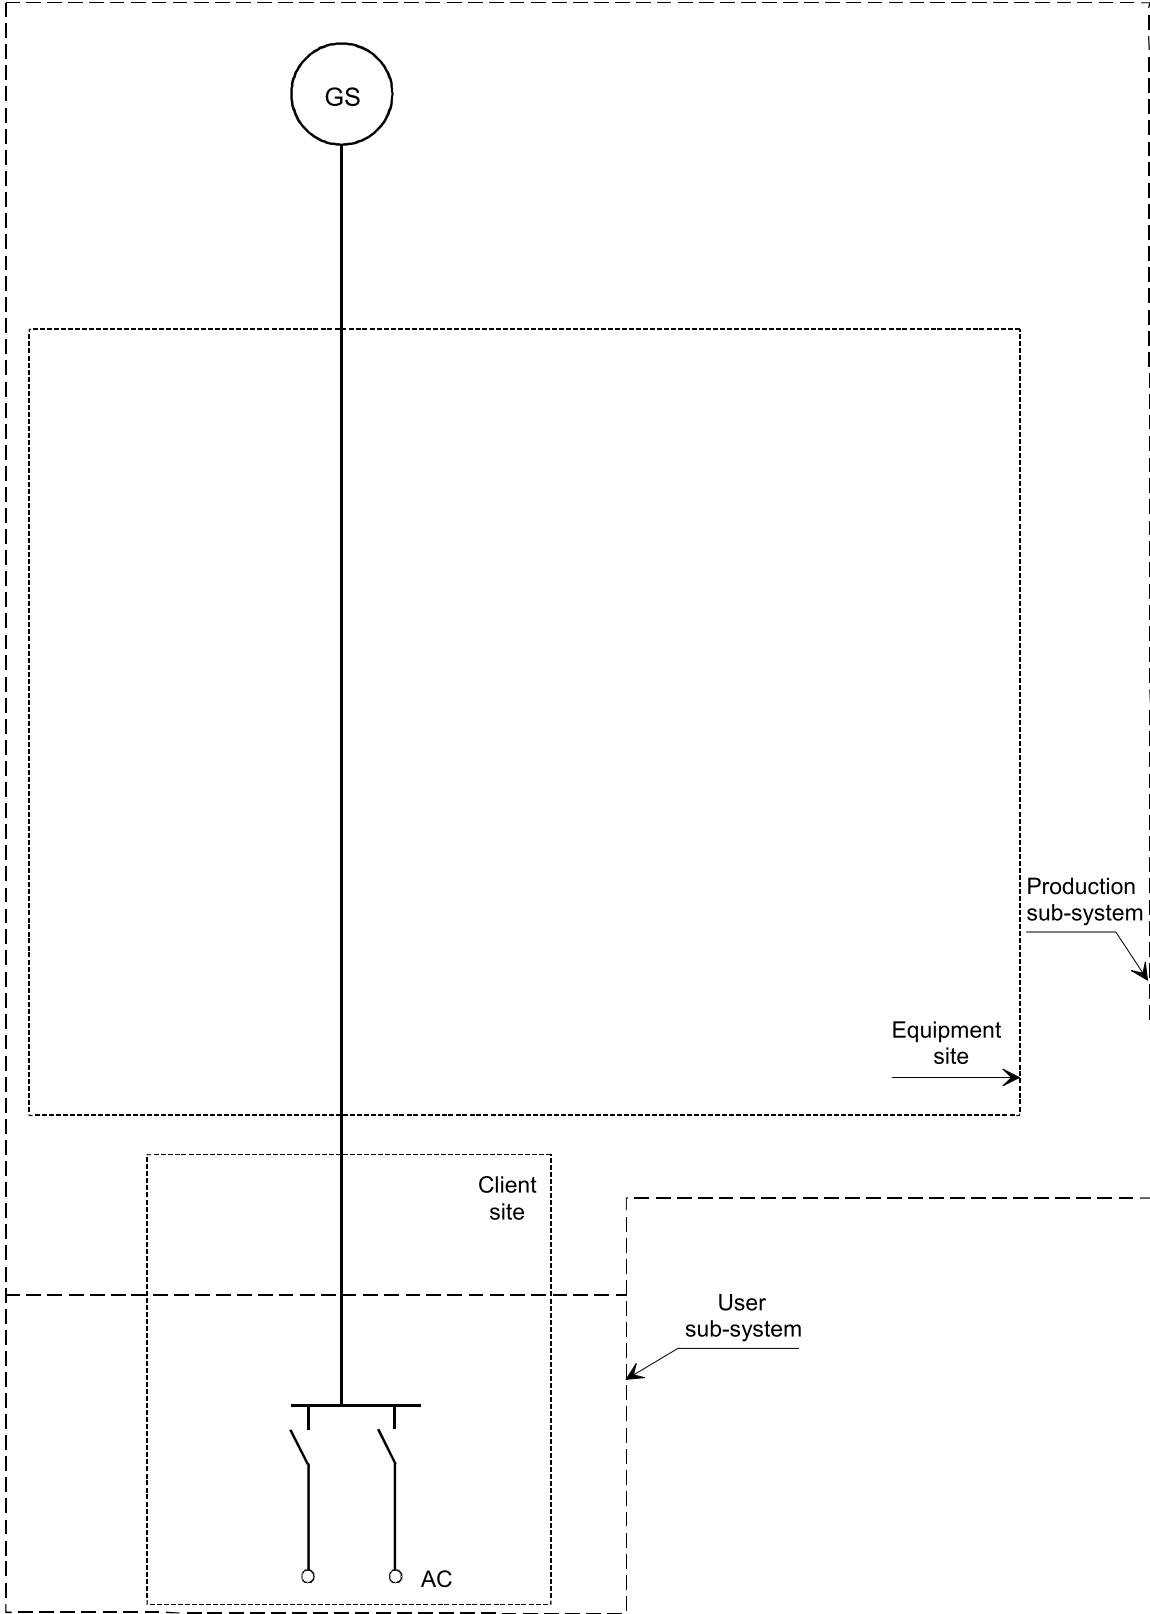 GS
Production
sub-system
Equipment
site
Client
site
User
sub-system
AC